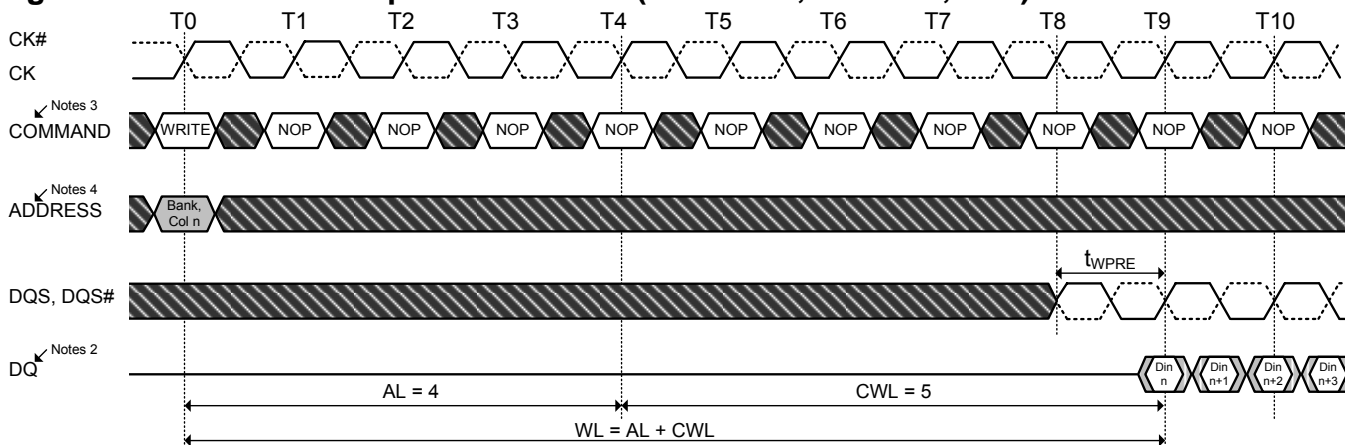 T0 T1 T2 T3 T4 T5 T6 T7 T8 T9 T10
CK#
CK
Notes 3
COMMAND WRITE NOP NOP NOP NOP NOP NOP NOP NOP NOP NOP
Notes 4
ADDRESS
Bank,
Col n
tWPRE
DQS, DQS#
Notes 2
DQ
Din Din Din Din
n n+1 n+2 n+3
AL = 4 CWL = 5
WL = AL + CWL